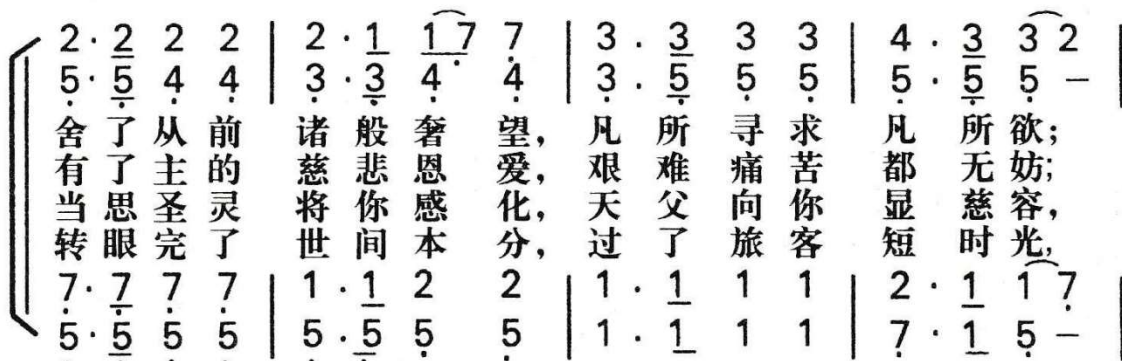 2 · 2 2 2 | 2 · 1 1 7 7 | 3 . 3 3 3 | 4 . 3 3 2 |
5 · 5 4 4 | 3 · 3 4 4 | 3 . 5 5 5 | 5 · 5 5 – |
舍了从前 诸般奢望, 凡所寻求 凡所欲;
有了主的 慈悲恩爱, 艰难痛苦 都无妨;
当思圣灵 将你感化, 天父向你 显慈容,
转眼完了 世间本分, 过了旅客 短时光,
7 · 7 7 7 | 1 · 1 2 2 | 1 · 1 1 1 | 2 · 1 1 7 |
5 · 5 5 5 | 5 · 5 5 5 | 1 · 1 1 1 | 7 · 1 5 – |